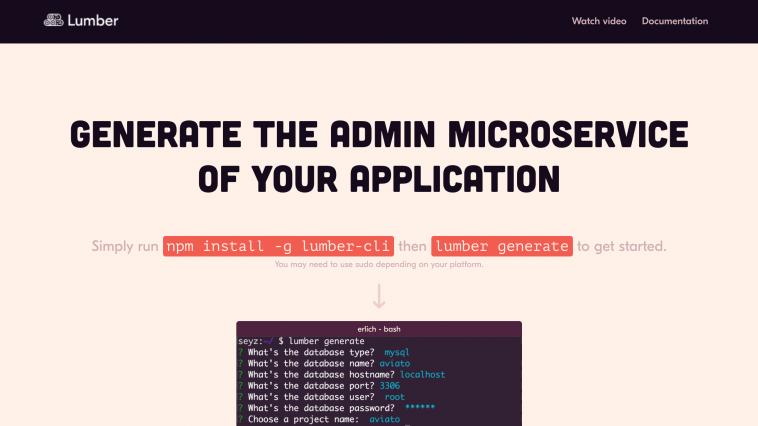 Lumber
Watch video
Documentation
GENERATE THE ADMIN MICROSERVICE
OF YOUR APPLICATION
Simply run npm install -g lumber-cli then lumber generate to get started.
You may need to use sudo depending on your platform.
erlich - bash
seyz:~/ $ lumber generate
? What's the database type? mysql
? What's the database name? aviato
? What's the database hostname? localhost
? What's the database port? 3306
? What's the database user? root
? What's the database password? ******
? Choose a project name: aviato